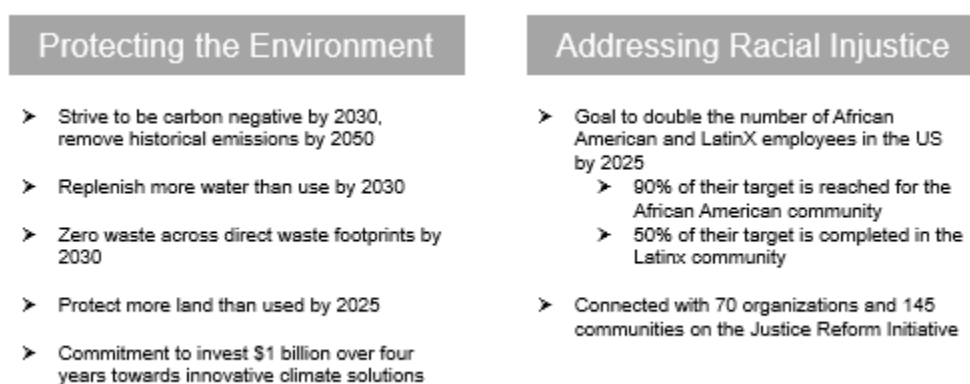 Protecting the Environment
➢ Strive to be carbon negative by 2030,
remove historical emissions by 2050
➢ Replenish more water than use by 2030
➢ Zero waste across direct waste footprints by
2030
➢ Protect more land than used by 2025
➢ Commitment to invest $1 billion over four
years towards innovative climate solutions
Addressing Racial Injustice
➢ Goal to double the number of African
American and LatinX employees in the US
by 2025
➢ 90% of their target is reached for the
African American community
➢ 50% of their target is completed in the
Latinx community
➢ Connected with 70 organizations and 145
communities on the Justice Reform Initiative